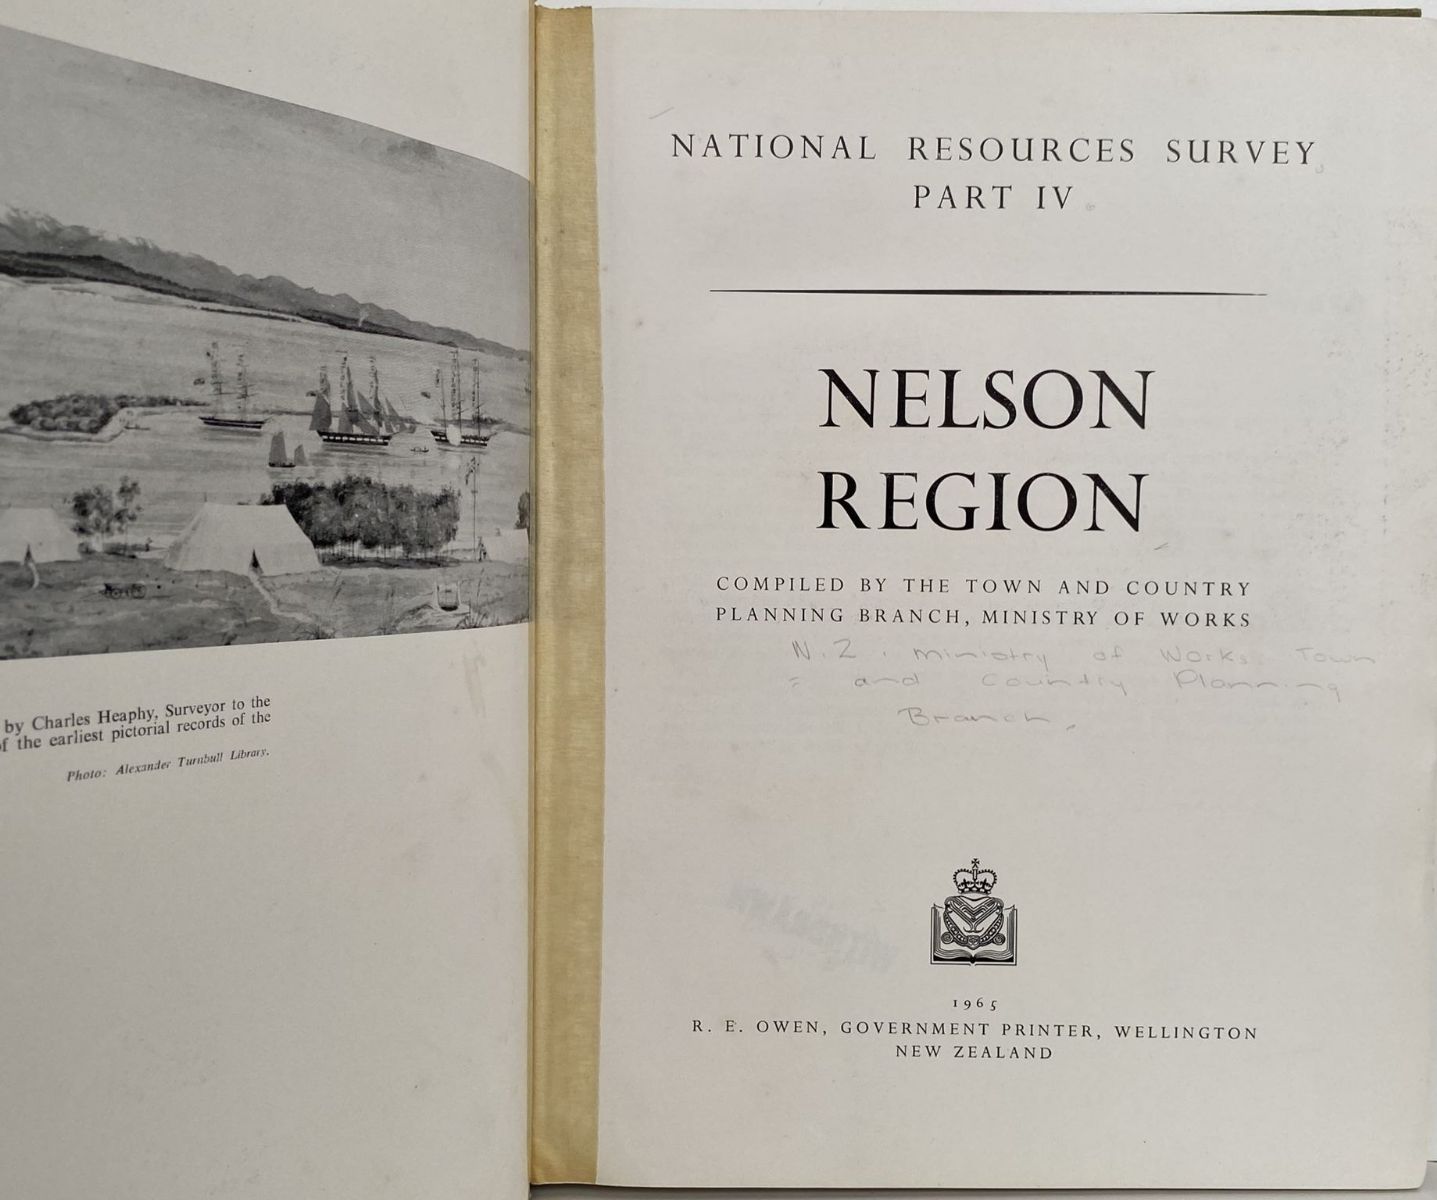 by Charles Heaphy, Surveyor to the
of the earliest pictorial records of the
Photo: Alexander Turnbull Library.
NATIONAL RESOURCES SURVEY
PART IV
NELSON
REGION
COMPILED BY THE TOWN AND COUNTRY
PLANNING BRANCH, MINISTRY OF WORKS
N.Z. Ministry of Works Town
and Country Planning
Branch.
1965
R. E. OWEN, GOVERNMENT PRINTER, WELLINGTON
NEW ZEALAND